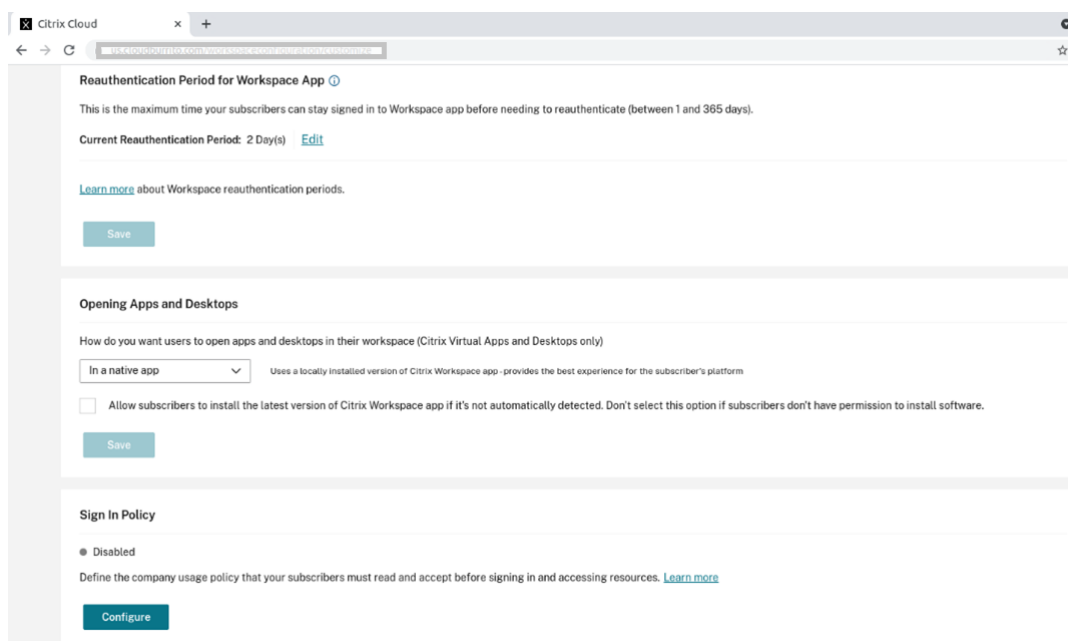 Citrix Cloud
us.cloudburrito.com/workspaceconfiguration/customize
Reauthentication Period for Workspace App
This is the maximum time your subscribers can stay signed in to Workspace app before needing to reauthenticate (between 1 and 365 days).
Current Reauthentication Period: 2 Day(s) Edit
Learn more about Workspace reauthentication periods.
Save
Opening Apps and Desktops
How do you want users to open apps and desktops in their workspace (Citrix Virtual Apps and Desktops only)
In a native app Uses a locally installed version of Citrix Workspace app - provides the best experience for the subscriber's platform
Allow subscribers to install the latest version of Citrix Workspace app if it's not automatically detected. Don't select this option if subscribers don't have permission to install software.
Save
Sign In Policy
Disabled
Define the company usage policy that your subscribers must read and accept before signing in and accessing resources. Learn more
Configure